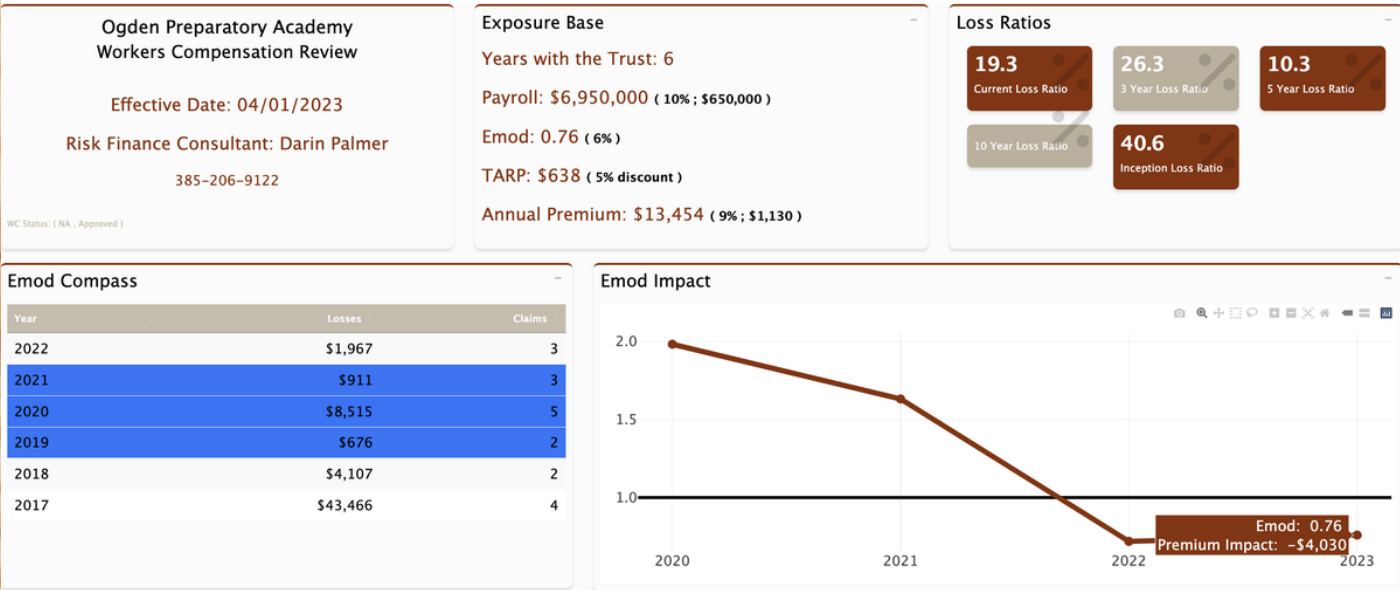 Ogden Preparatory Academy
Workers Compensation Review
Effective Date: 04/01/2023
Risk Finance Consultant: Darin Palmer
385-206-9122
WC Status: ( NA , Approved )
Exposure Base
Years with the Trust: 6
Payroll: $6,950,000 ( 10% ; $650,000 )
Emod: 0.76 ( 6% )
TARP: $638 ( 5% discount )
Annual Premium: $13,454 ( 9% ; $1,130 )
Loss Ratios
19.3
Current Loss Ratio
26.3
3 Year Loss Ratio
10.3
5 Year Loss Ratio
10 Year Loss Ratio
40.6
Inception Loss Ratio
Emod Compass
Year Losses Claims
2022 $1,967 3
2021 $911 3
2020 $8,515 5
2019 $676 2
2018 $4,107 2
2017 $43,466 4
Emod Impact
2.0
1.5
1.0
Emod: 0.76
Premium Impact: -$4,030
2020 2021 2022 2023